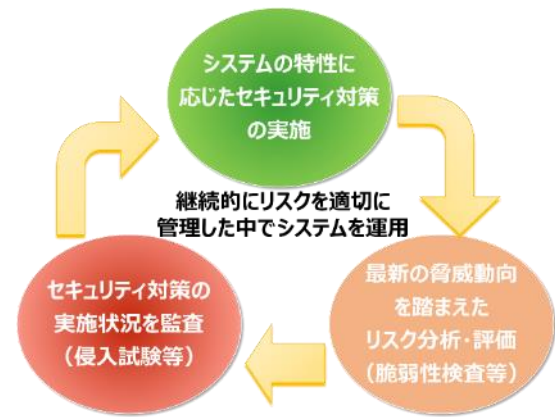 システムの特性に
応じたセキュリティ対策
の実施
継続的にリスクを適切に
管理した中でシステムを運用
最新の脅威動向
を踏まえた
リスク分析・評価
(脆弱性検査等)
セキュリティ対策の
実施状況を監査
(侵入試験等)